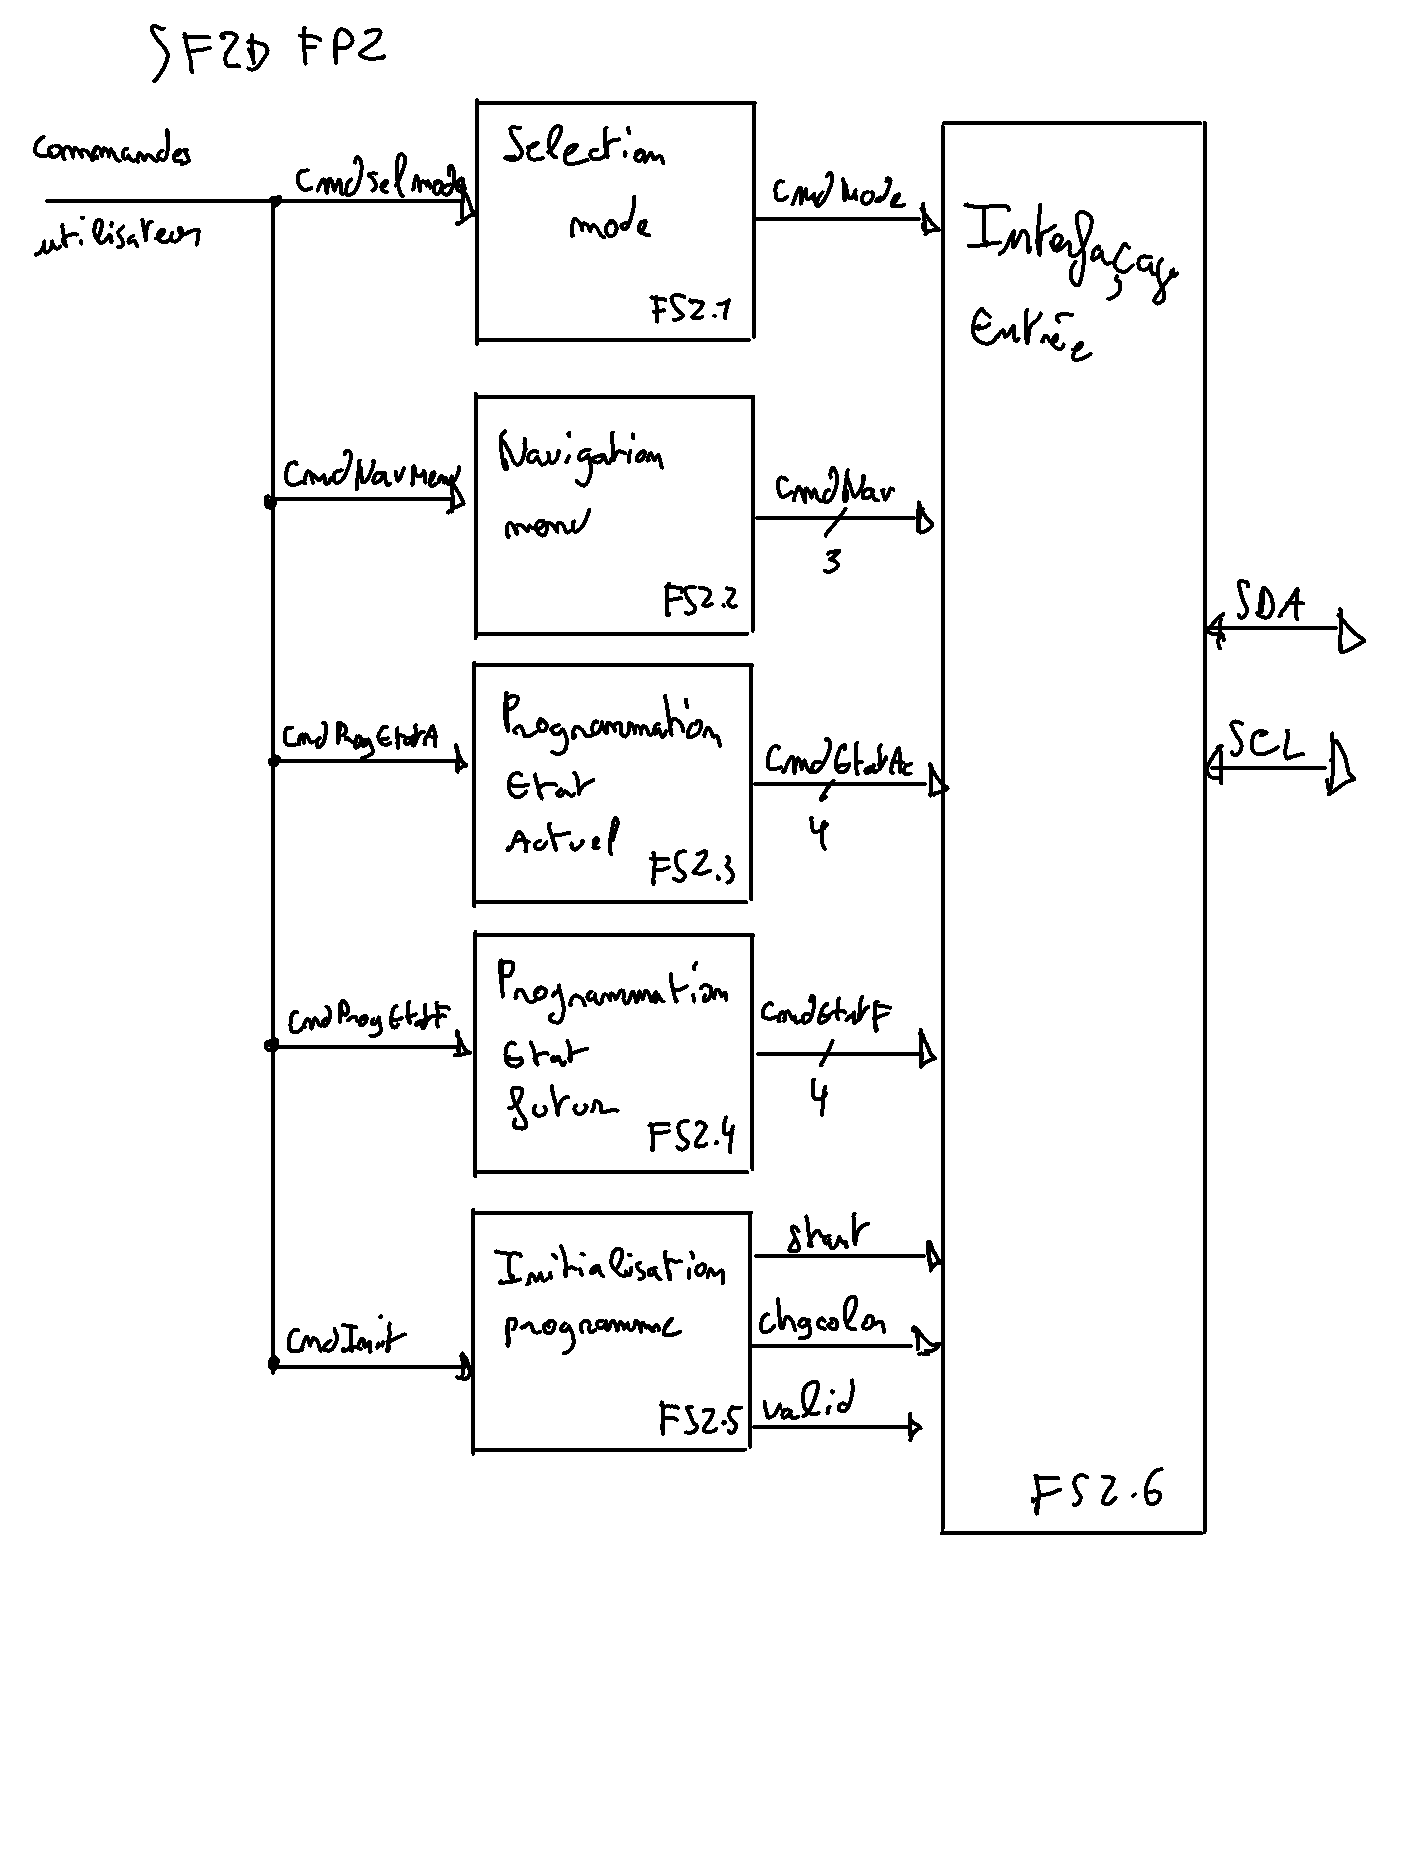 SF2D FP2
Commandes
utilisateur
CmdSelmode
Selection
mode
FS2.1
CmdMode
Interfaçage
Entrée
CmdNavMenu
Navigation
menu
FS2.2
CmdNav
3
SDA
SCL
CmdProgEtatA
Programmation
Etat
Actuel
FS2.3
CmdEtatAc
4
CmdProgEtatF
Programmation
Etat
futur
FS2.4
CmdEtatF
4
CmdInit
Initialisation
programme
FS2.5
start
chgcolor
valid
FS2.6